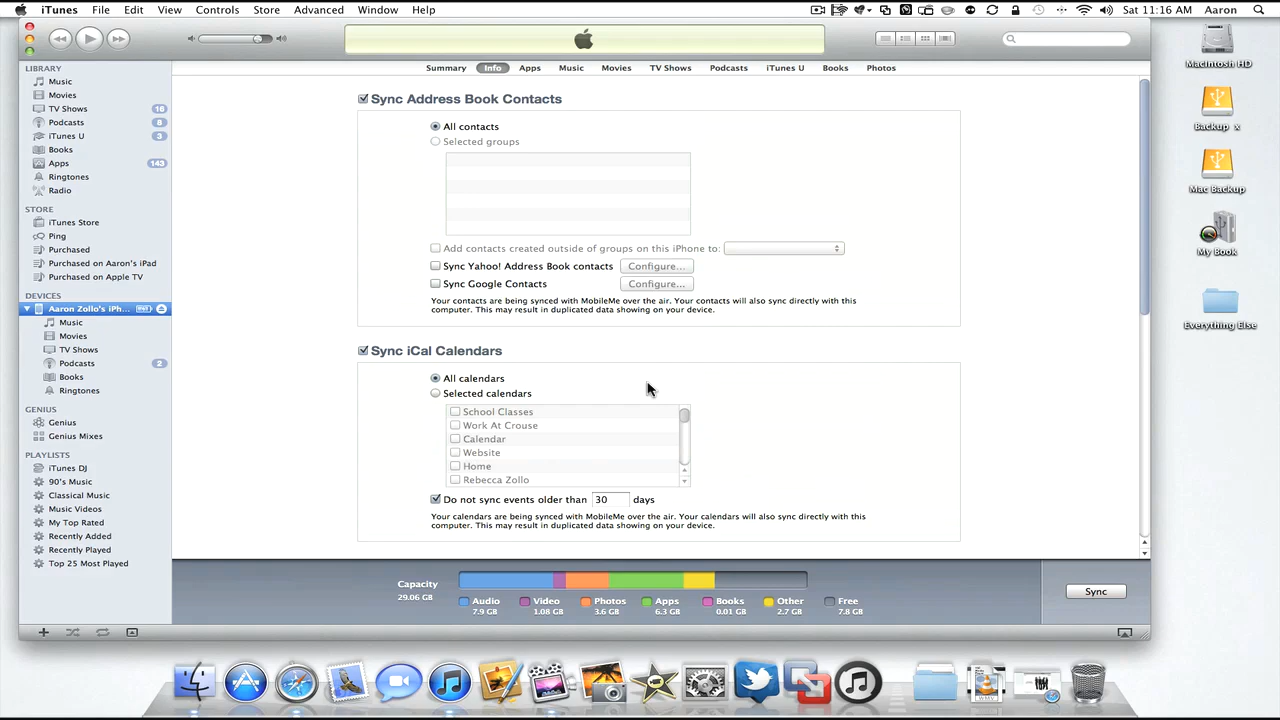 iTunes File Edit View Controls Store Advanced Window Help Sat 11:16 AM Aaron
Summary Info Apps Music Movies TV Shows Podcasts iTunes U Books Photos
LIBRARY
Music
Movies
TV Shows 16
Podcasts 8
iTunes U 3
Books
Apps 143
Ringtones
Radio
STORE
iTunes Store
Ping
Purchased
Purchased on Aaron's iPad
Purchased on Apple TV
DEVICES
Aaron Zollo's iPh...
Music
Movies
TV Shows
Podcasts 2
Books
Ringtones
GENIUS
Genius
Genius Mixes
PLAYLISTS
iTunes DJ
90's Music
Classical Music
Music Videos
My Top Rated
Recently Added
Recently Played
Top 25 Most Played
Sync Address Book Contacts
All contacts
Selected groups
Add contacts created outside of groups on this iPhone to:
Sync Yahoo! Address Book contacts Configure...
Sync Google Contacts Configure...
Your contacts are being synced with MobileMe over the air. Your contacts will also sync directly with this
computer. This may result in duplicated data showing on your device.
Sync iCal Calendars
All calendars
Selected calendars
School Classes
Work At Crouse
Calendar
Website
Home
Rebecca Zollo
Do not sync events older than 30 days
Your calendars are being synced with MobileMe over the air. Your calendars will also sync directly with this
computer. This may result in duplicated data showing on your device.
Capacity
29.06 GB
Audio
7.9 GB
Video
1.08 GB
Photos
3.6 GB
Apps
6.3 GB
Books
0.01 GB
Other
2.7 GB
Free
7.8 GB
Sync
Macintosh HD
Backup x
Mac Backup
My Book
Everything Else